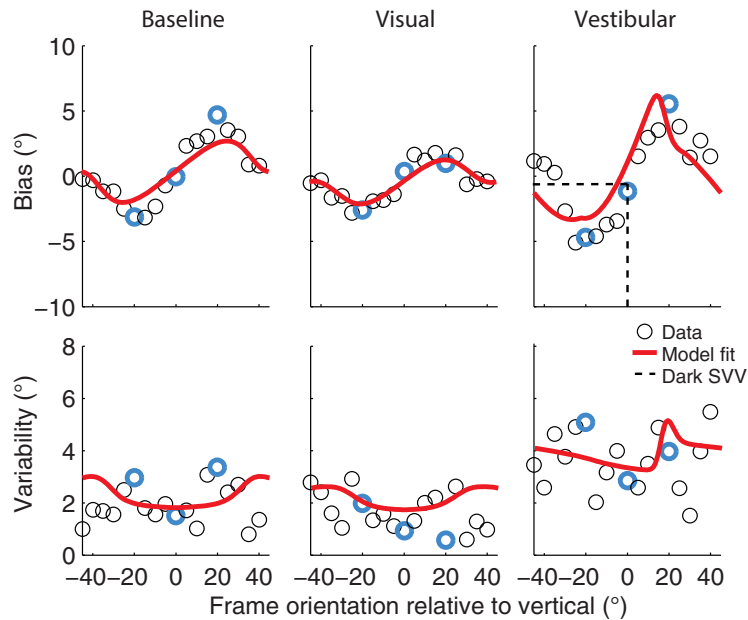 Baseline Visual Vestibular
10
5
0
−5
−10
Bias (°)
Data
Model fit
Dark SVV
8
6
4
2
0
Variability (°)
−40 −20 0 20 40 −40 −20 0 20 40 −40 −20 0 20 40
Frame orientation relative to vertical (°)